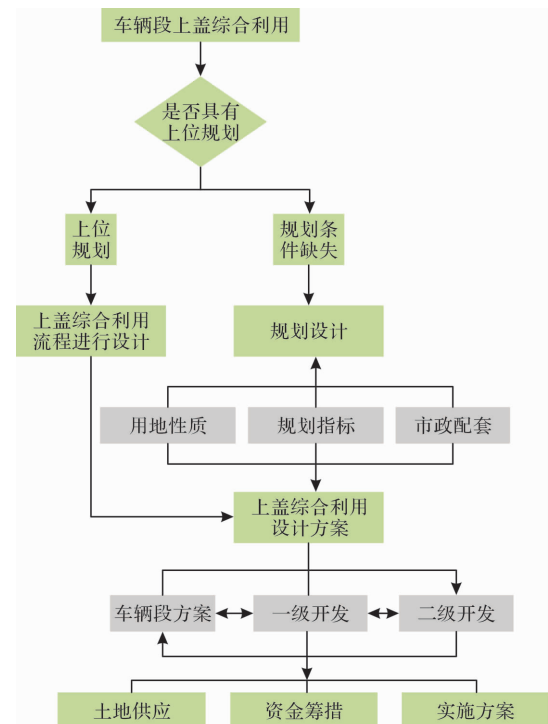 车辆段上盖综合利用
是否具有
上位规划
上位
规划
规划条
件缺失
上盖综合利用
流程进行设计
规划设计
用地性质
规划指标
市政配套
上盖综合利用
设计方案
车辆段方案
一级开发
二级开发
土地供应
资金筹措
实施方案